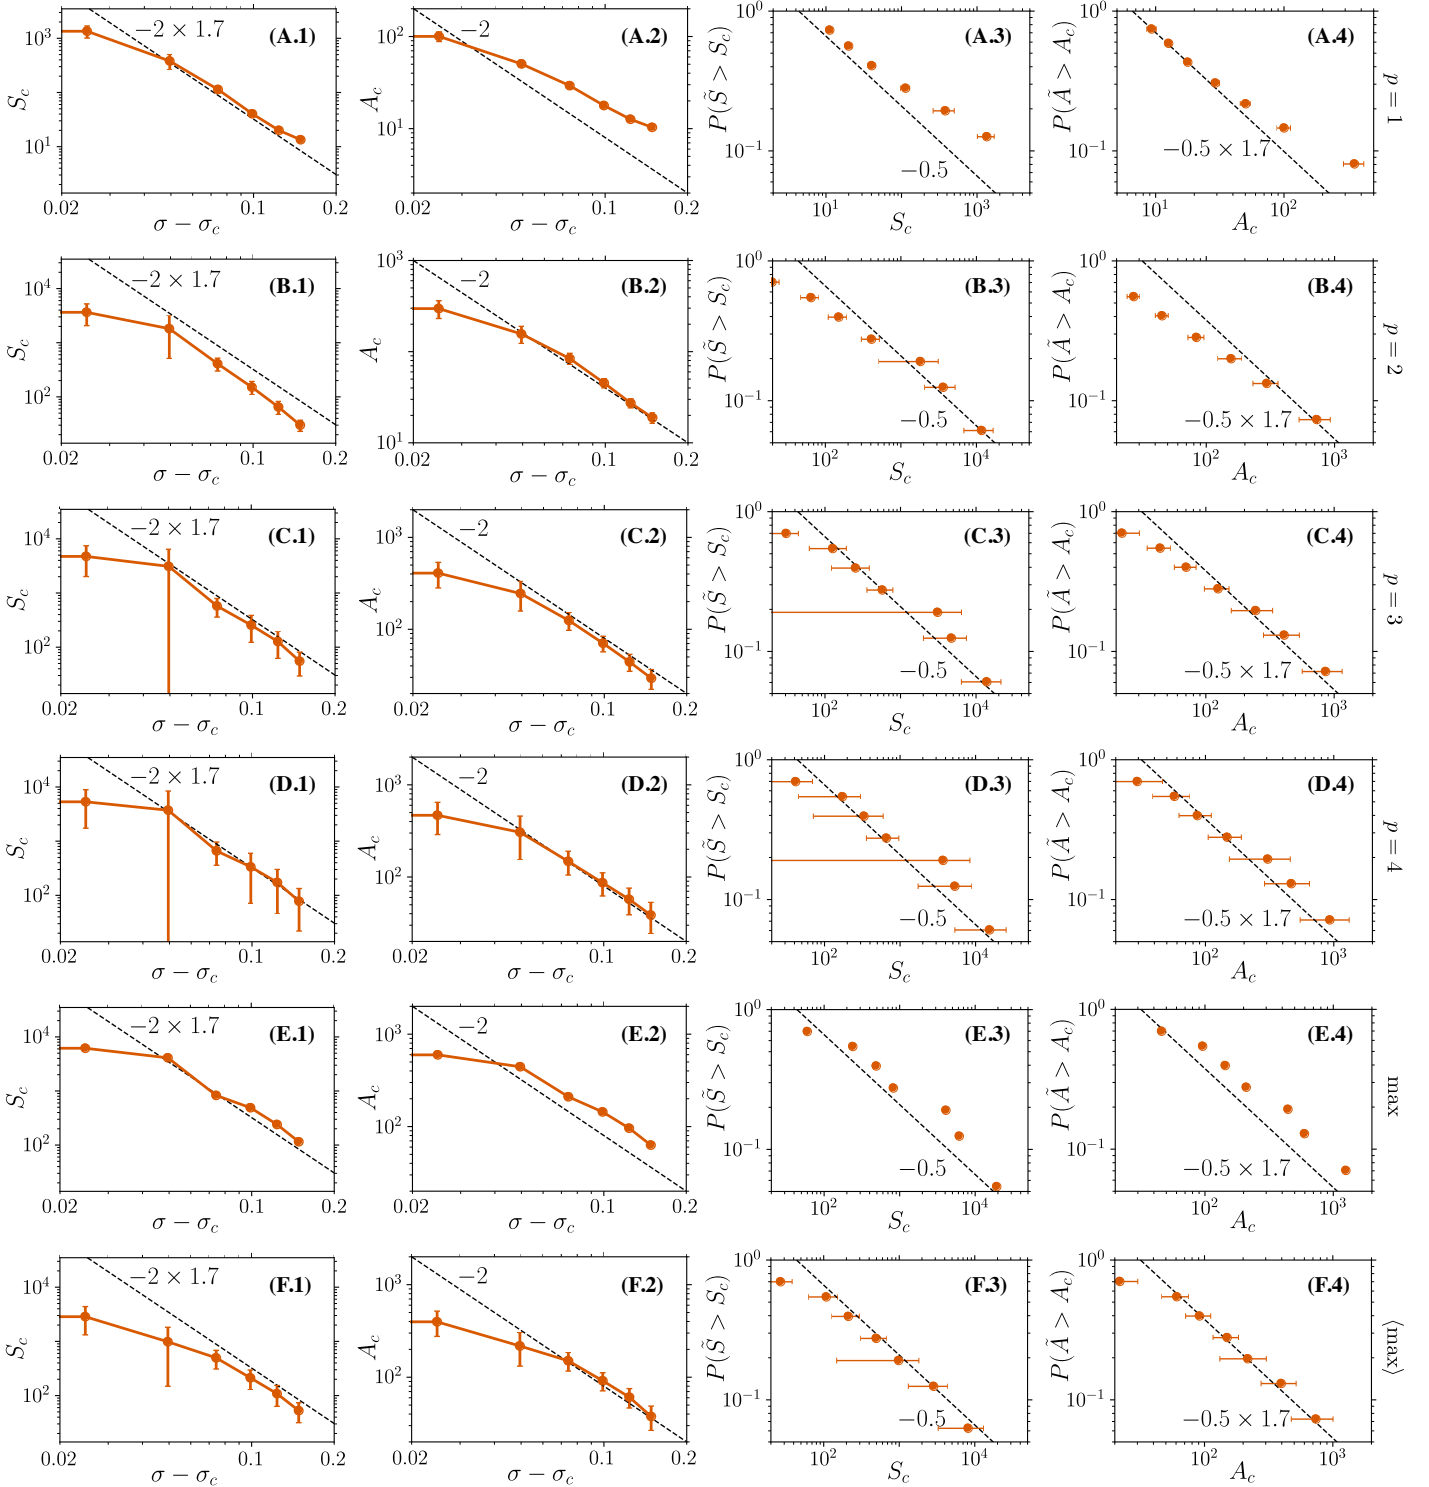 S_c
10^3
10^1
−2 × 1.7
(A.1)
0.02
0.1
0.2
σ − σ_c
A_c
10^2
10^1
−2
(A.2)
0.02
0.1
0.2
σ − σ_c
P(S̃ > S_c)
10^0
10^−1
−0.5
(A.3)
10^1
10^3
S_c
P(Ã > A_c)
10^0
10^−1
−0.5 × 1.7
(A.4)
10^1
10^2
A_c
p = 1
S_c
10^4
10^2
−2 × 1.7
(B.1)
0.02
0.1
0.2
σ − σ_c
A_c
10^3
10^1
−2
(B.2)
0.02
0.1
0.2
σ − σ_c
P(S̃ > S_c)
10^0
10^−1
−0.5
(B.3)
10^2
10^4
S_c
P(Ã > A_c)
10^0
10^−1
−0.5 × 1.7
(B.4)
10^2
10^3
A_c
p = 2
S_c
10^4
10^2
−2 × 1.7
(C.1)
0.02
0.1
0.2
σ − σ_c
A_c
10^3
10^2
−2
(C.2)
0.02
0.1
0.2
σ − σ_c
P(S̃ > S_c)
10^0
10^−1
−0.5
(C.3)
10^2
10^4
S_c
P(Ã > A_c)
10^0
10^−1
−0.5 × 1.7
(C.4)
10^2
10^3
A_c
p = 3
S_c
10^4
10^2
−2 × 1.7
(D.1)
0.02
0.1
0.2
σ − σ_c
A_c
10^3
10^2
−2
(D.2)
0.02
0.1
0.2
σ − σ_c
P(S̃ > S_c)
10^0
10^−1
−0.5
(D.3)
10^2
10^4
S_c
P(Ã > A_c)
10^0
10^−1
−0.5 × 1.7
(D.4)
10^2
10^3
A_c
p = 4
S_c
10^4
10^2
−2 × 1.7
(E.1)
0.02
0.1
0.2
σ − σ_c
A_c
10^3
10^2
−2
(E.2)
0.02
0.1
0.2
σ − σ_c
P(S̃ > S_c)
10^0
10^−1
−0.5
(E.3)
10^2
10^4
S_c
P(Ã > A_c)
10^0
10^−1
−0.5 × 1.7
(E.4)
10^2
10^3
A_c
max
S_c
10^4
10^2
−2 × 1.7
(F.1)
0.02
0.1
0.2
σ − σ_c
A_c
10^3
10^2
−2
(F.2)
0.02
0.1
0.2
σ − σ_c
P(S̃ > S_c)
10^0
10^−1
−0.5
(F.3)
10^2
10^4
S_c
P(Ã > A_c)
10^0
10^−1
−0.5 × 1.7
(F.4)
10^2
10^3
A_c
⟨max⟩